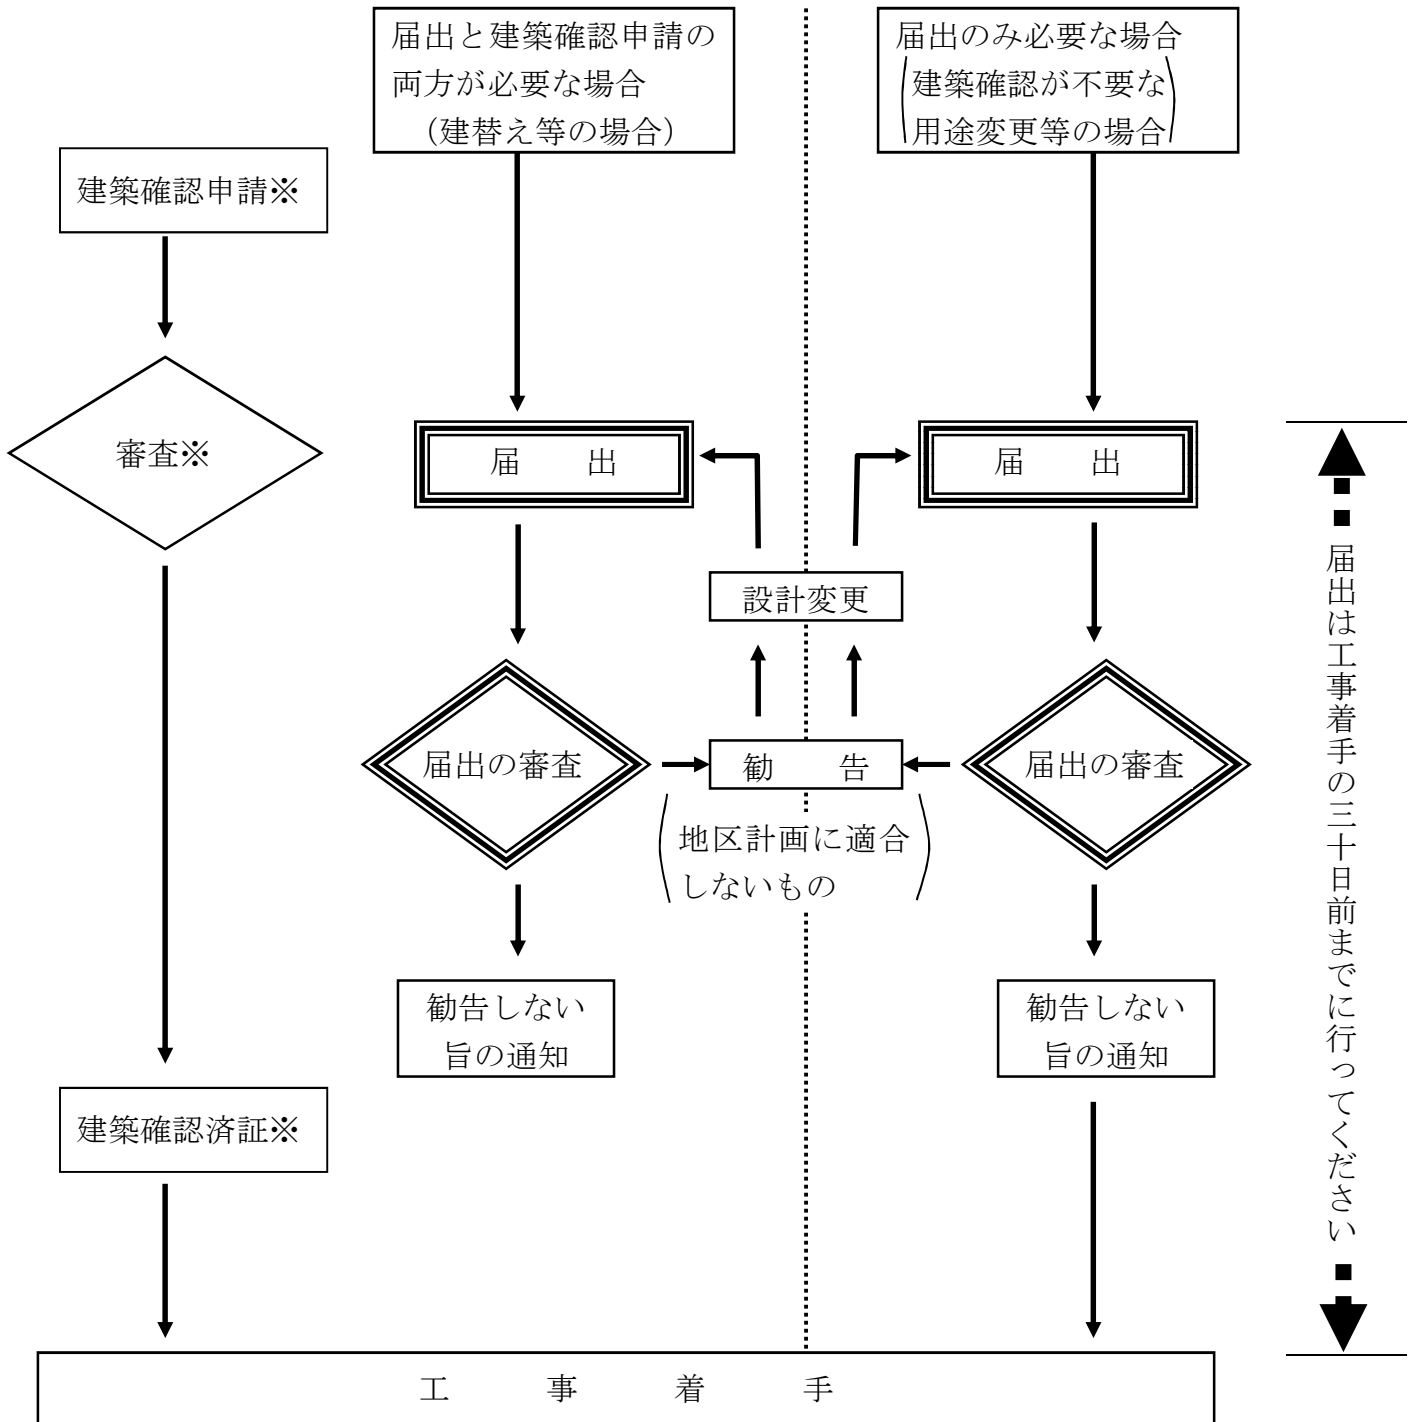 届出と建築確認申請の
両方が必要な場合
（建替え等の場合）
届出のみ必要な場合
（建築確認が不要な
用途変更等の場合）
建築確認申請※
審査※
届　出
届　出
設計変更
届出の審査
勧　告
届出の審査
（地区計画に適合
しないもの）
勧告しない
旨の通知
勧告しない
旨の通知
建築確認済証※
工　事　着　手
届出は工事着手の三十日前までに行ってください